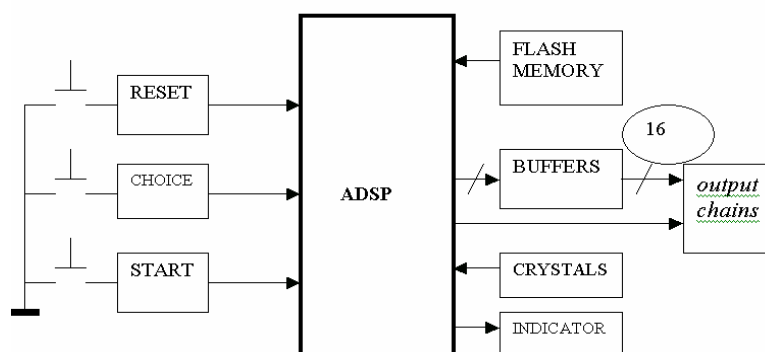 FLASH
MEMORY
RESET
16
CHOICE
ADSP
BUFFERS
output
chains
START
CRYSTALS
INDICATOR